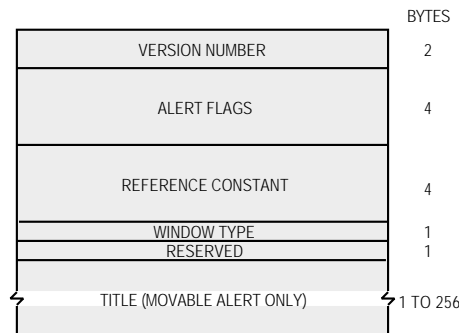 BYTES
VERSION NUMBER 2
ALERT FLAGS 4
REFERENCE CONSTANT 4
WINDOW TYPE 1
RESERVED 1
TITLE (MOVABLE ALERT ONLY) 1 TO 256